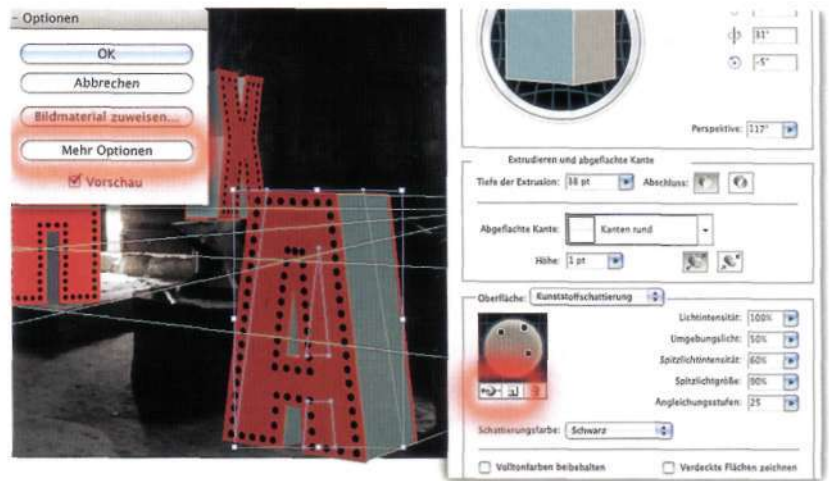 Optionen
OK
Abbrechen
Bildmaterial zuweisen...
Mehr Optionen
Vorschau
X
A
31°
-5°
Perspektive: 117°
Extrudieren und abgeflachte Kante
Tiefe der Extrusion: 38 pt Abschluss:
Abgeflachte Kante: Kanten rund
Höhe: 1 pt
Oberfläche: Kunststoffschattierung
Lichtintensität: 100%
Umgebungslicht: 50%
Spitzlichtintensität: 60%
Spitzlichtgröße: 90%
Angleichungsstufen: 25
Schattierungsfarbe: Schwarz
Volltonfarben beibehalten Verdeckte Flächen zeichnen